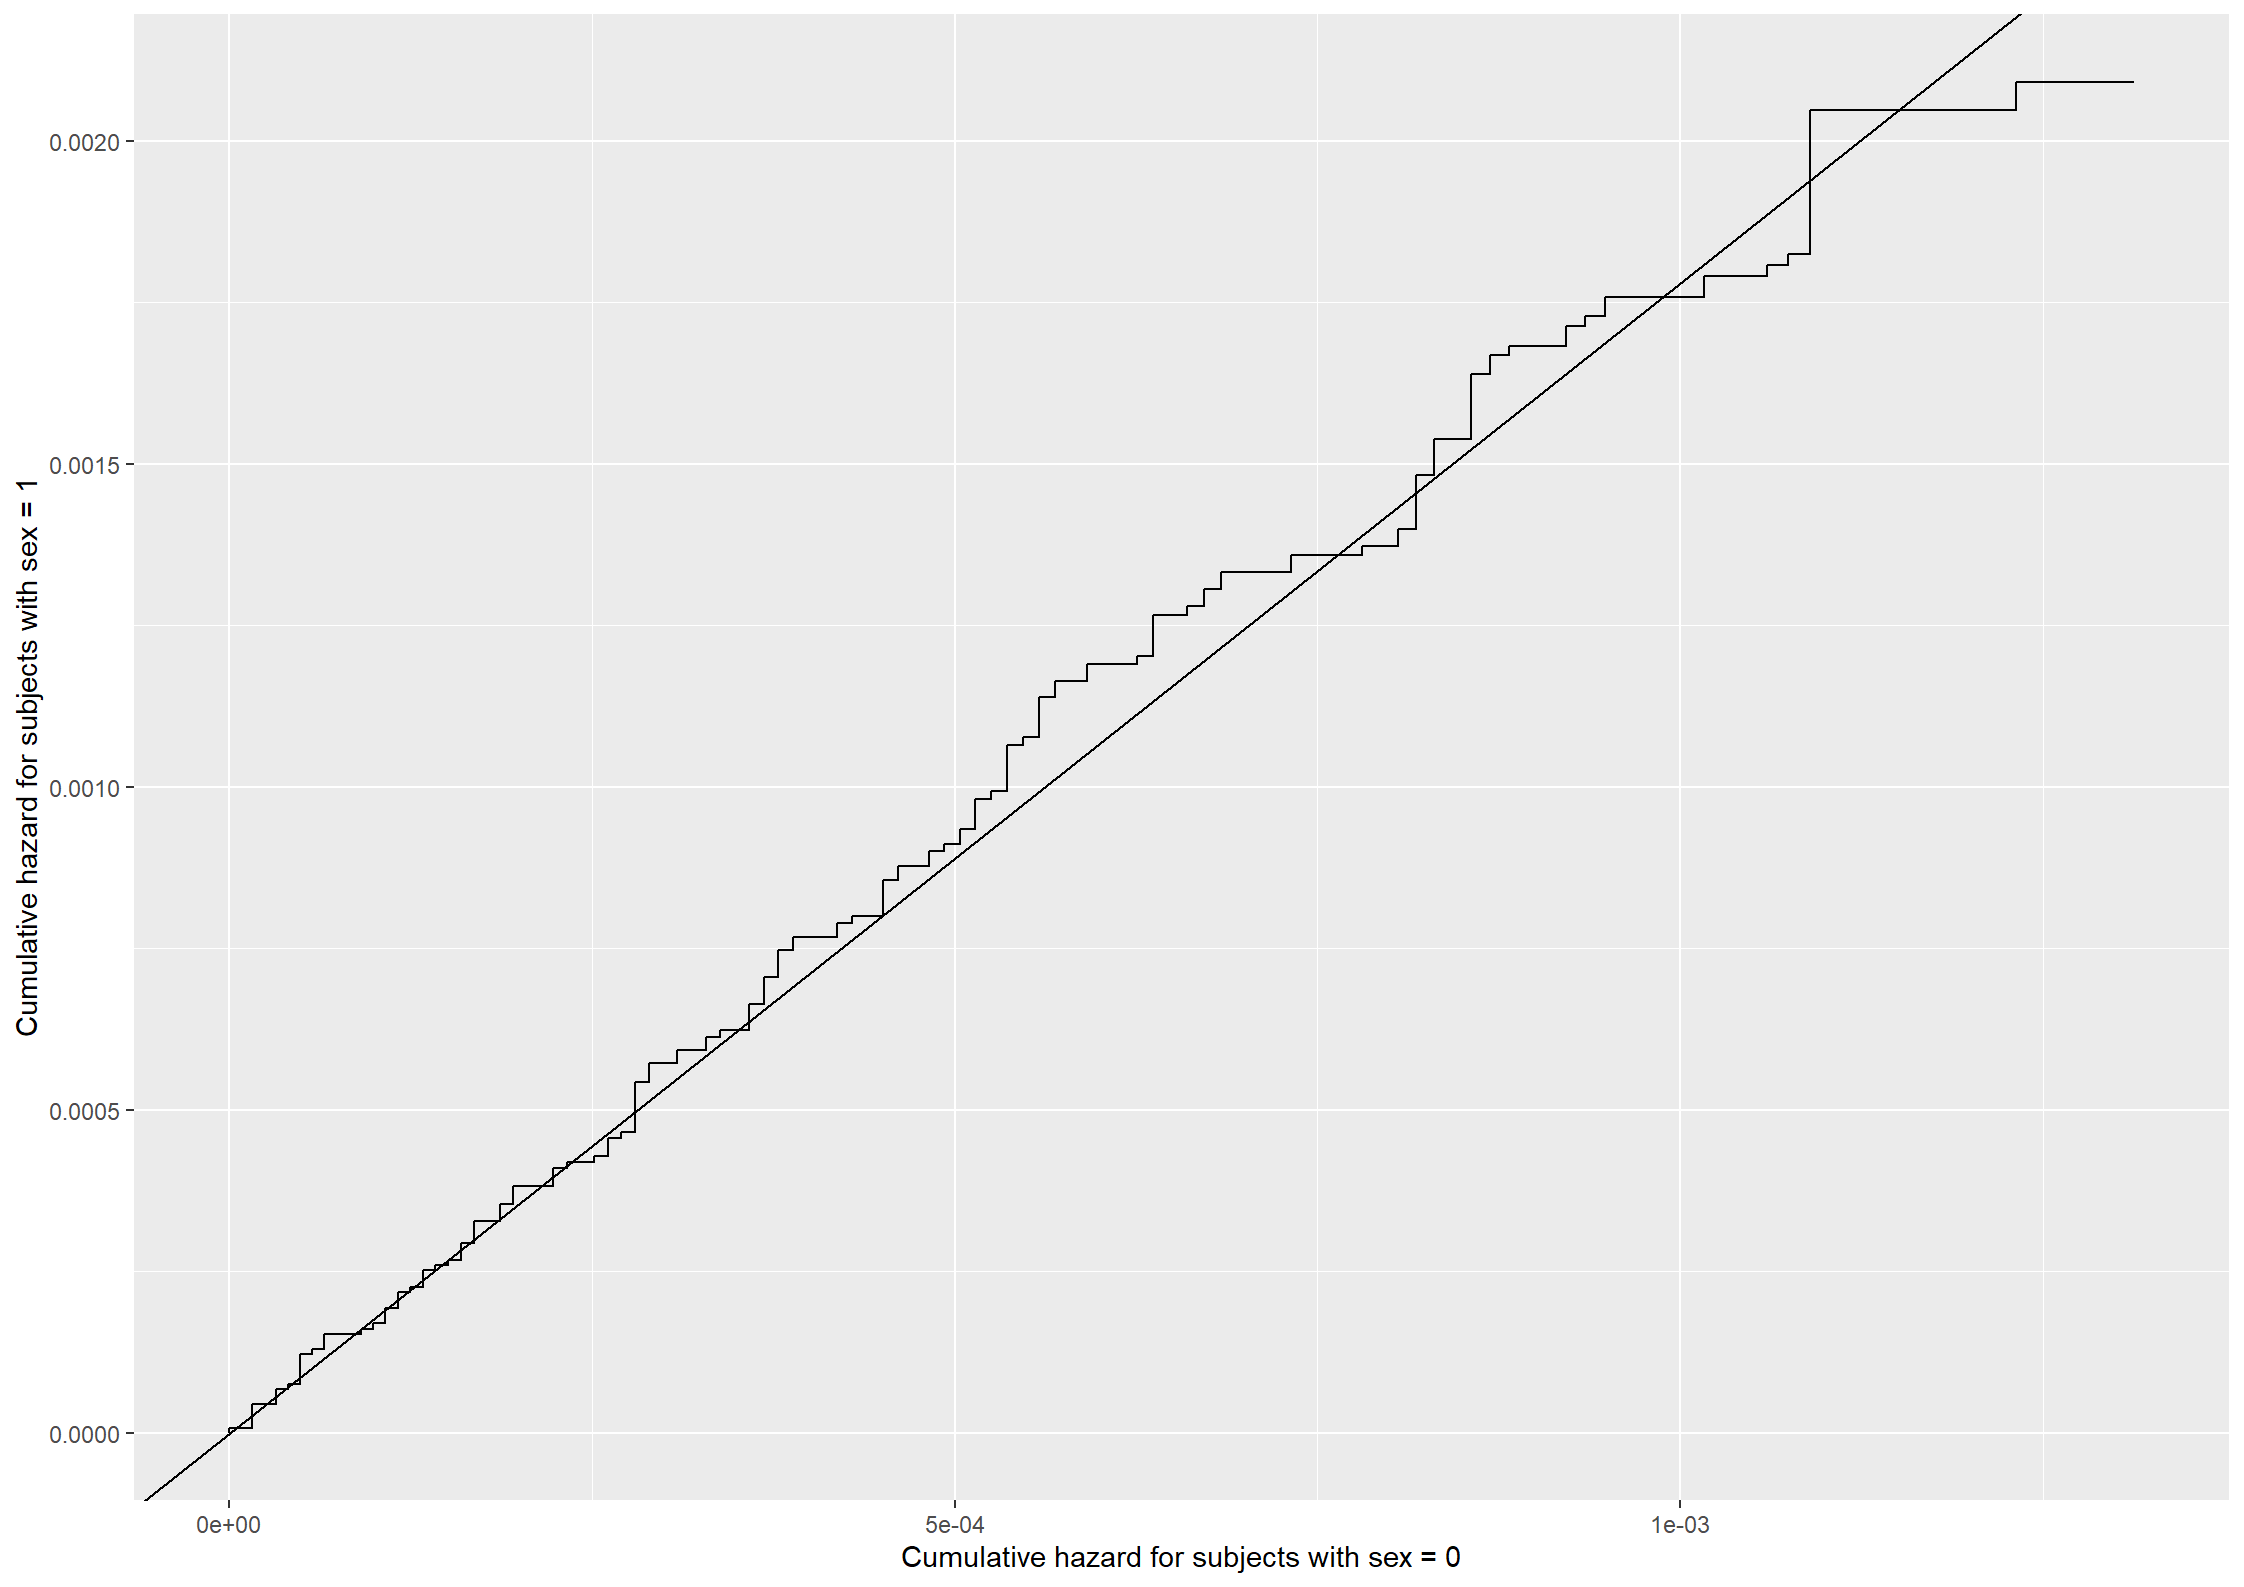 Cumulative hazard for subjects with sex = 1
0.0020
0.0015
0.0010
0.0005
0.0000
0e+00 5e-04 1e-03
Cumulative hazard for subjects with sex = 0